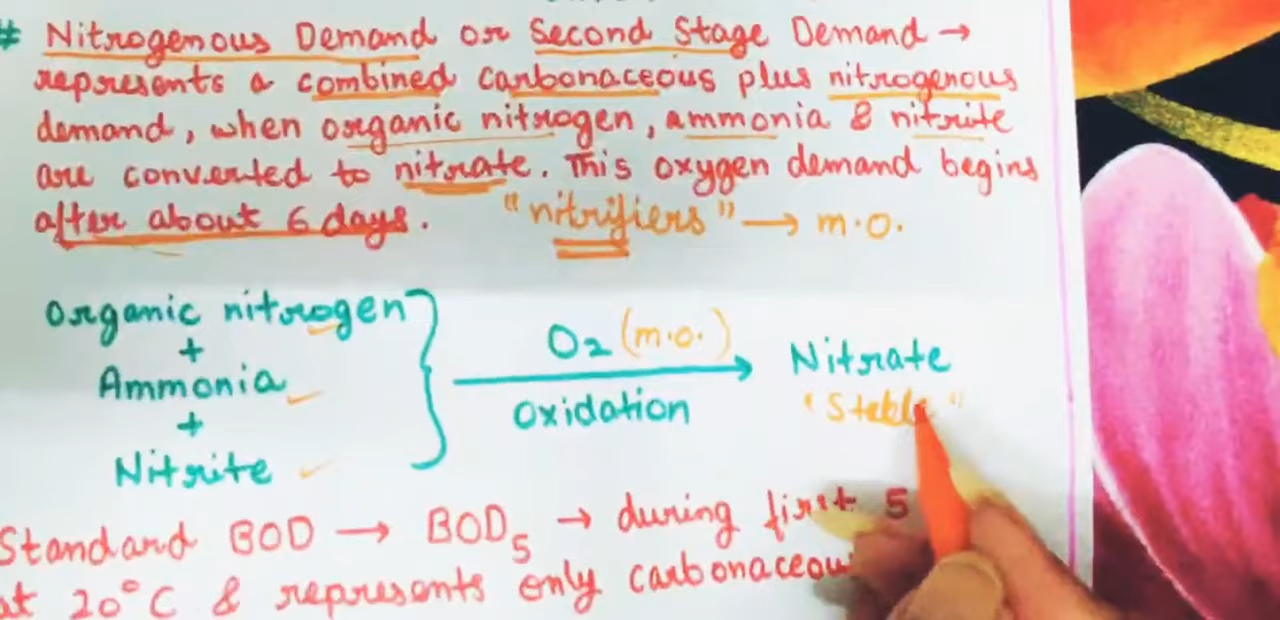 # Nitrogenous Demand or Second Stage Demand →
represents a combined carbonaceous plus nitrogenous
demand, when organic nitrogen, ammonia & nitrite
are converted to nitrate. This oxygen demand begins
after about 6 days. "nitrifiers" → m.o.
Organic nitrogen
+
Ammonia
+
Nitrite
O2 (m.o.)
Oxidation
Nitrate
"Stable"
Standard BOD → BOD5 → during first 5
at 20°C & represents only